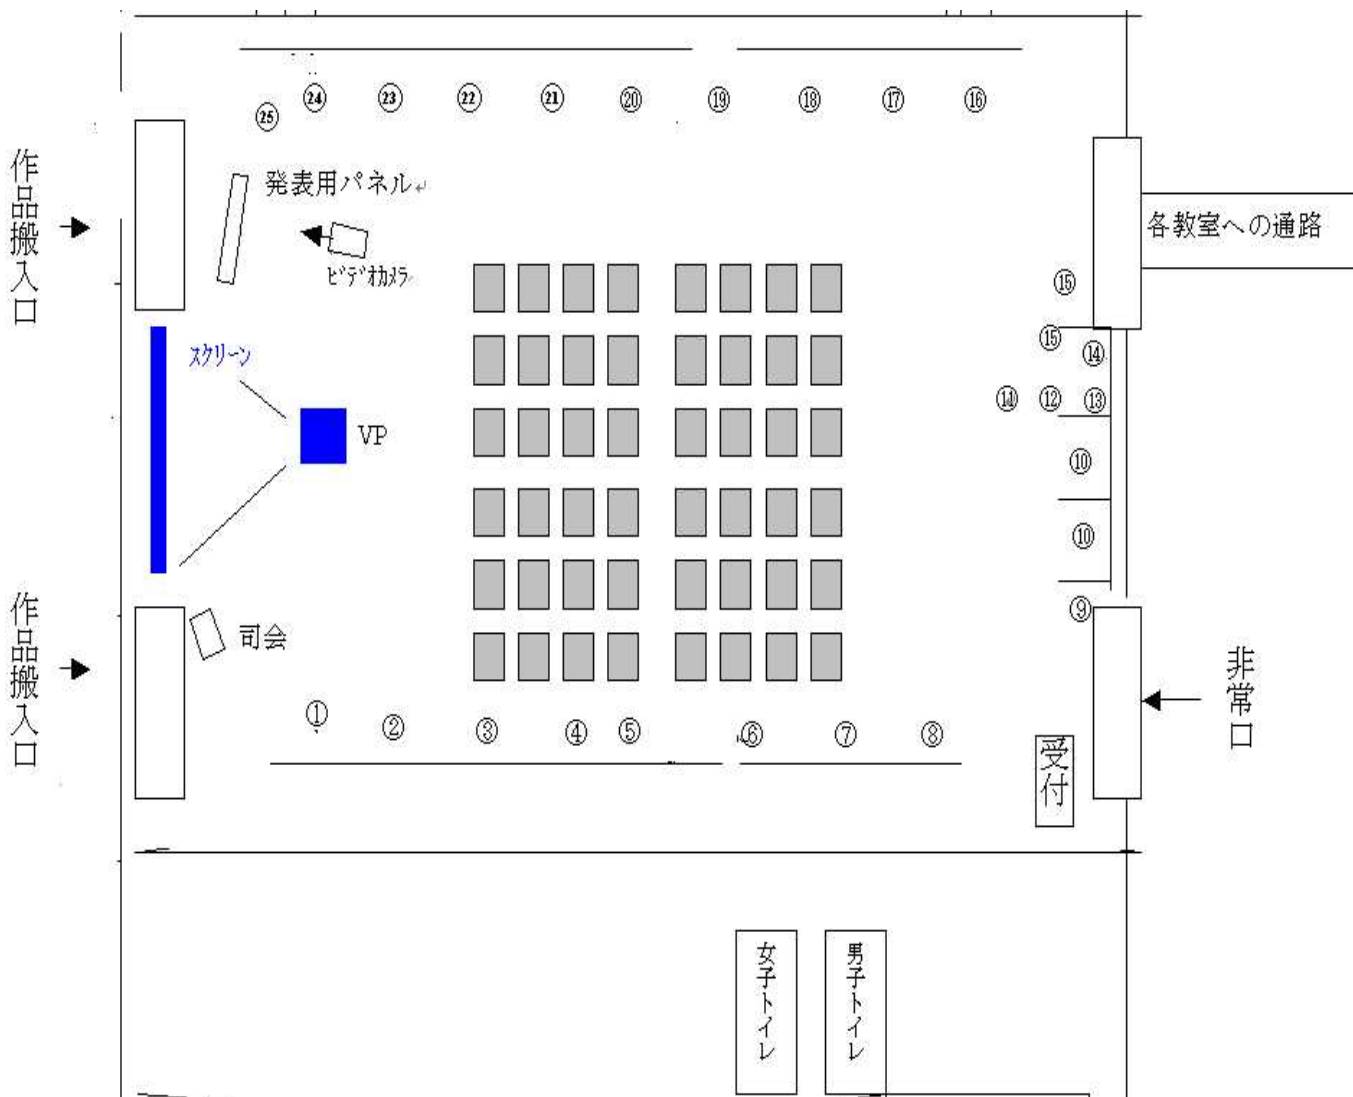 ㉕ ㉔ ㉓ ㉒ ㉑ ⑳ ⑲ ⑱ ⑰ ⑯
作品搬入口
発表用パネル
各教室への通路
ビデオカメラ
⑮
スクリーン
⑮ ⑭
⑪ ⑫ ⑬
VP
⑩
⑩
作品搬入口
司会
⑨
非常口
① ② ③ ④ ⑤ ⑥ ⑦ ⑧
受付
女子トイレ
男子トイレ